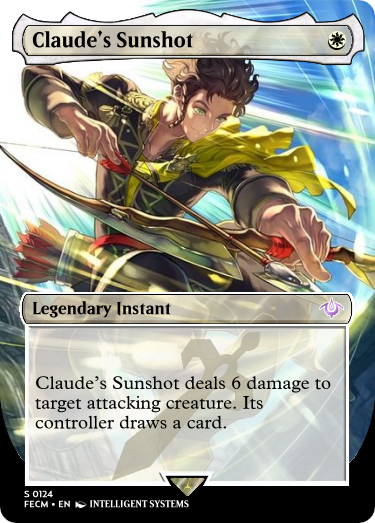 Claude's Sunshot
Legendary Instant
Claude's Sunshot deals 6 damage to
target attacking creature. Its
controller draws a card.
S 0124
FECM • EN INTELLIGENT SYSTEMS